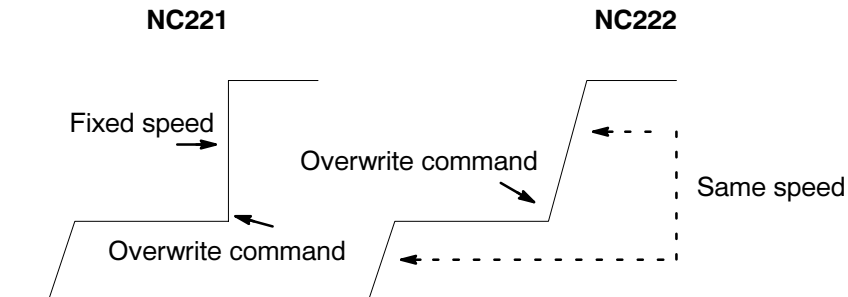 NC221
NC222
Fixed speed
Overwrite command
Same speed
Overwrite command